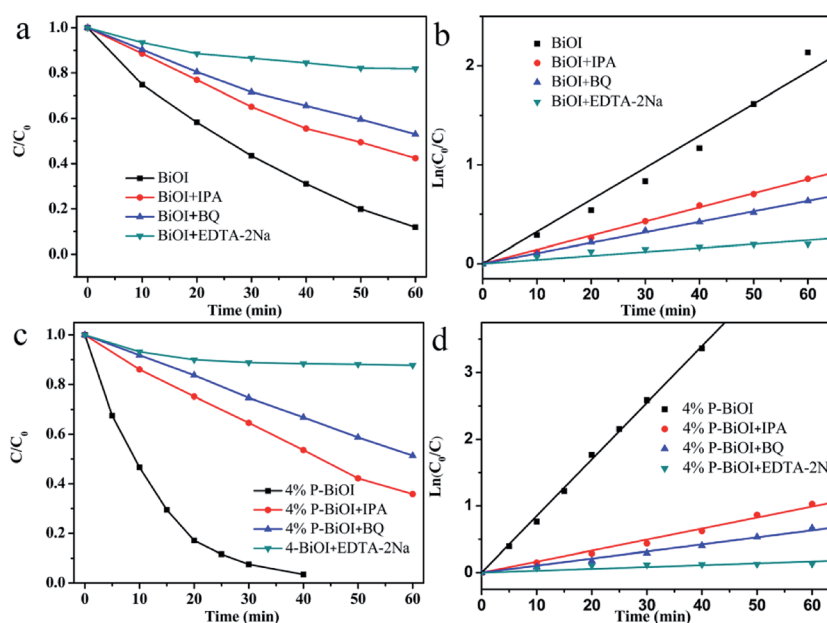 a
C/C0
1.0
0.8
0.6
0.4
0.2
0.0
BiOI
BiOI+IPA
BiOI+BQ
BiOI+EDTA-2Na
0 10 20 30 40 50 60
Time (min)
b
Ln(C0/C)
2
1
0
BiOI
BiOI+IPA
BiOI+BQ
BiOI+EDTA-2Na
0 10 20 30 40 50 60
Time (min)
c
C/C0
1.0
0.8
0.6
0.4
0.2
0.0
4% P-BiOI
4% P-BiOI+IPA
4% P-BiOI+BQ
4-BiOI+EDTA-2Na
0 10 20 30 40 50 60
Time (min)
d
Ln(C0/C)
3
2
1
0
4% P-BiOI
4% P-BiOI+IPA
4% P-BiOI+BQ
4% P-BiOI+EDTA-2N
0 10 20 30 40 50 60
Time (min)